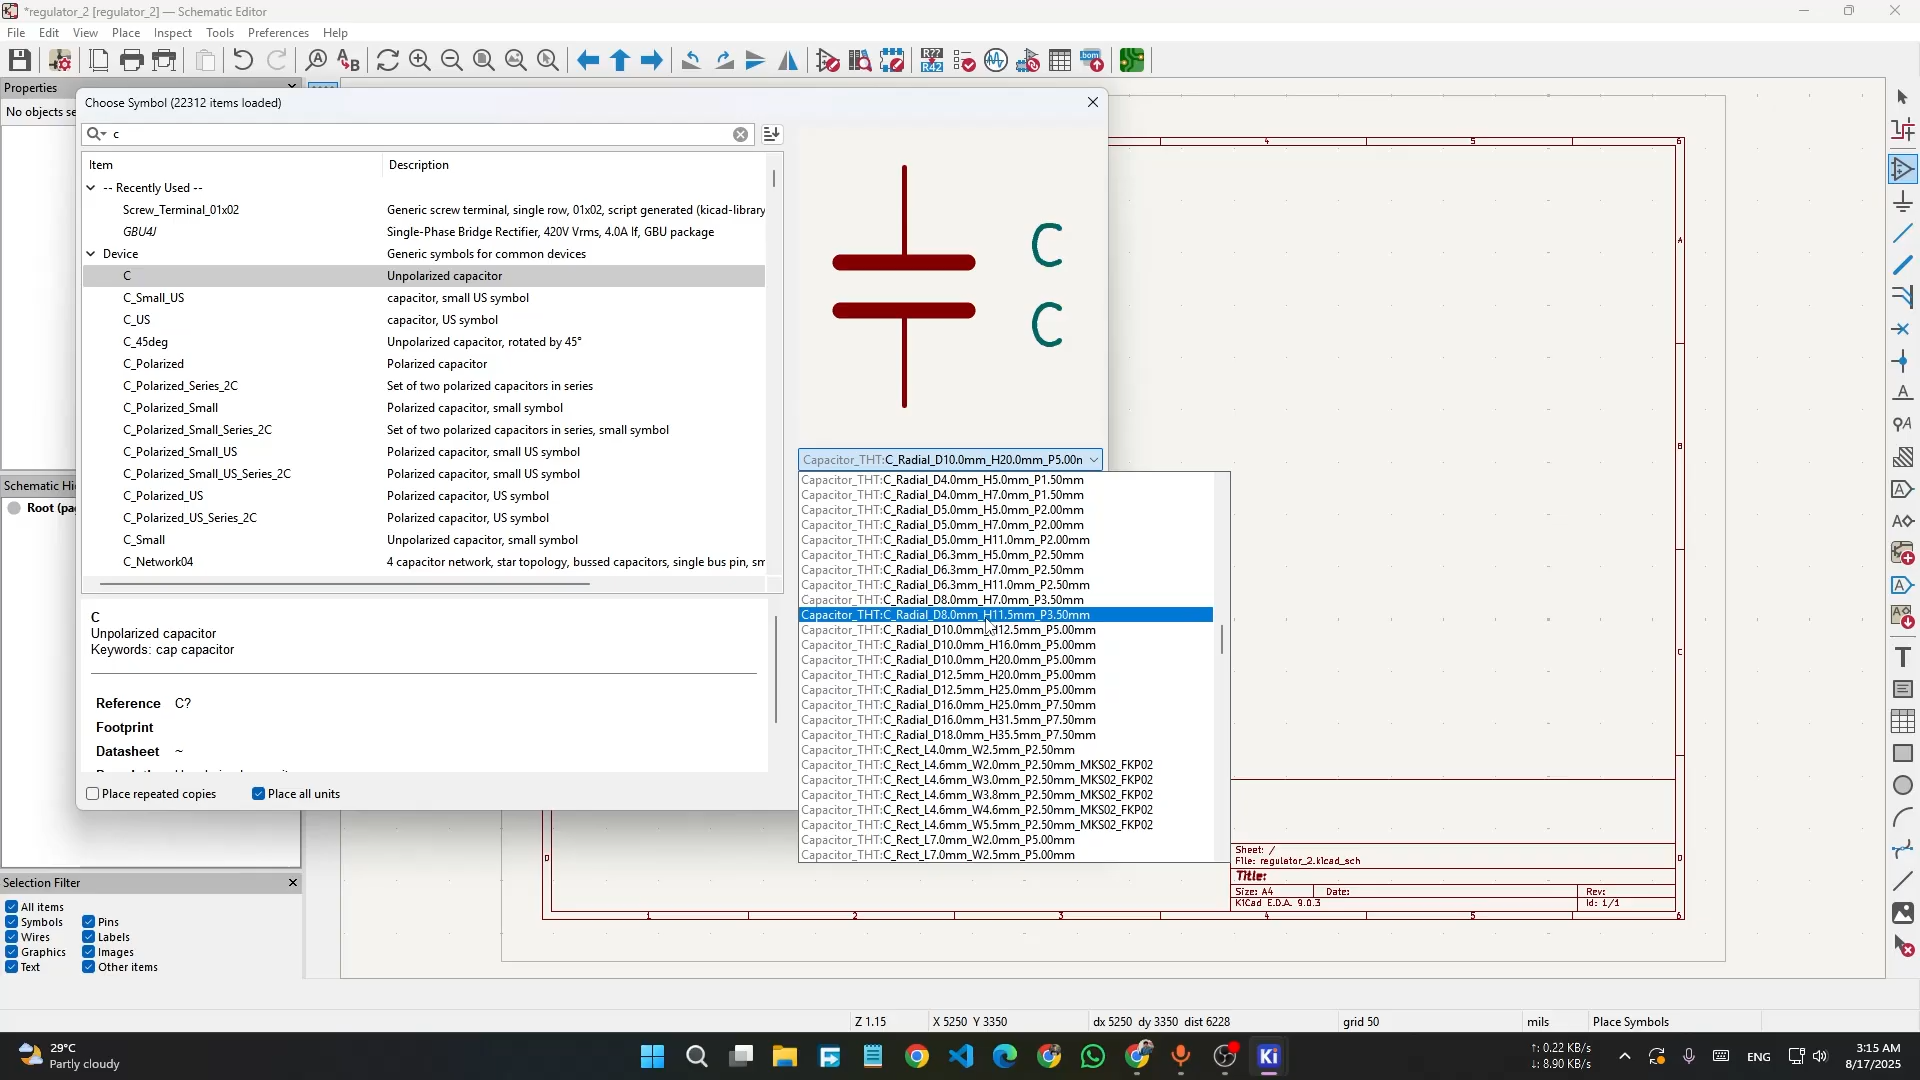 *regulator_2 [regulator_2] — Schematic Editor
File Edit View Place Inspect Tools Preferences Help
Properties
No objects se
Choose Symbol (22312 items loaded)
c
Item Description
-- Recently Used --
Screw_Terminal_01x02 Generic screw terminal, single row, 01x02, script generated (kicad-library
GBU4J Single-Phase Bridge Rectifier, 420V Vrms, 4.0A If, GBU package
Device Generic symbols for common devices
C Unpolarized capacitor
C_Small_US capacitor, small US symbol
C_US capacitor, US symbol
C_45deg Unpolarized capacitor, rotated by 45°
C_Polarized Polarized capacitor
C_Polarized_Series_2C Set of two polarized capacitors in series
C_Polarized_Small Polarized capacitor, small symbol
C_Polarized_Small_Series_2C Set of two polarized capacitors in series, small symbol
C_Polarized_Small_US Polarized capacitor, small US symbol
C_Polarized_Small_US_Series_2C Polarized capacitor, small US symbol
C_Polarized_US Polarized capacitor, US symbol
C_Polarized_US_Series_2C Polarized capacitor, US symbol
C_Small Unpolarized capacitor, small symbol
C_Network04 4 capacitor network, star topology, bussed capacitors, single bus pin, sm
C
C
Capacitor_THT:C_Radial_D10.0mm_H20.0mm_P5.00n
Capacitor_THT:C_Radial_D4.0mm_H5.0mm_P1.50mm
Capacitor_THT:C_Radial_D4.0mm_H7.0mm_P1.50mm
Capacitor_THT:C_Radial_D5.0mm_H5.0mm_P2.00mm
Capacitor_THT:C_Radial_D5.0mm_H7.0mm_P2.00mm
Capacitor_THT:C_Radial_D5.0mm_H11.0mm_P2.00mm
Capacitor_THT:C_Radial_D6.3mm_H5.0mm_P2.50mm
Capacitor_THT:C_Radial_D6.3mm_H7.0mm_P2.50mm
Capacitor_THT:C_Radial_D6.3mm_H11.0mm_P2.50mm
Capacitor_THT:C_Radial_D8.0mm_H7.0mm_P3.50mm
Capacitor_THT:C_Radial_D8.0mm_H11.5mm_P3.50mm
Capacitor_THT:C_Radial_D10.0mm_H12.5mm_P5.00mm
Capacitor_THT:C_Radial_D10.0mm_H16.0mm_P5.00mm
Capacitor_THT:C_Radial_D10.0mm_H20.0mm_P5.00mm
Capacitor_THT:C_Radial_D12.5mm_H20.0mm_P5.00mm
Capacitor_THT:C_Radial_D12.5mm_H25.0mm_P5.00mm
Capacitor_THT:C_Radial_D16.0mm_H25.0mm_P7.50mm
Capacitor_THT:C_Radial_D16.0mm_H31.5mm_P7.50mm
Capacitor_THT:C_Radial_D18.0mm_H35.5mm_P7.50mm
Capacitor_THT:C_Rect_L4.0mm_W2.5mm_P2.50mm
Capacitor_THT:C_Rect_L4.6mm_W2.0mm_P2.50mm_MKS02_FKP02
Capacitor_THT:C_Rect_L4.6mm_W3.0mm_P2.50mm_MKS02_FKP02
Capacitor_THT:C_Rect_L4.6mm_W3.8mm_P2.50mm_MKS02_FKP02
Capacitor_THT:C_Rect_L4.6mm_W4.6mm_P2.50mm_MKS02_FKP02
Capacitor_THT:C_Rect_L4.6mm_W5.5mm_P2.50mm_MKS02_FKP02
Capacitor_THT:C_Rect_L7.0mm_W2.0mm_P5.00mm
Capacitor_THT:C_Rect_L7.0mm_W2.5mm_P5.00mm
C
Unpolarized capacitor
Keywords: cap capacitor
Reference C?
Footprint
Datasheet ~
Place repeated copies Place all units
Schematic Hi
Root (pa
Selection Filter
All items
Symbols Pins
Wires Labels
Graphics Images
Text Other items
4 5 6
A
B
C
D D
1 2 3 4 5 6
Sheet: /
File: regulator_2.kicad_sch
Title:
Size: A4 Date: Rev:
KiCad E.D.A. 9.0.3 Id: 1/1
Z 1.15 X 5250 Y 3350 dx 5250 dy 3350 dist 6228 grid 50 mils Place Symbols
29°C
Partly cloudy
↑: 0.22 KB/s
↓: 8.90 KB/s
ENG
3:15 AM
8/17/2025